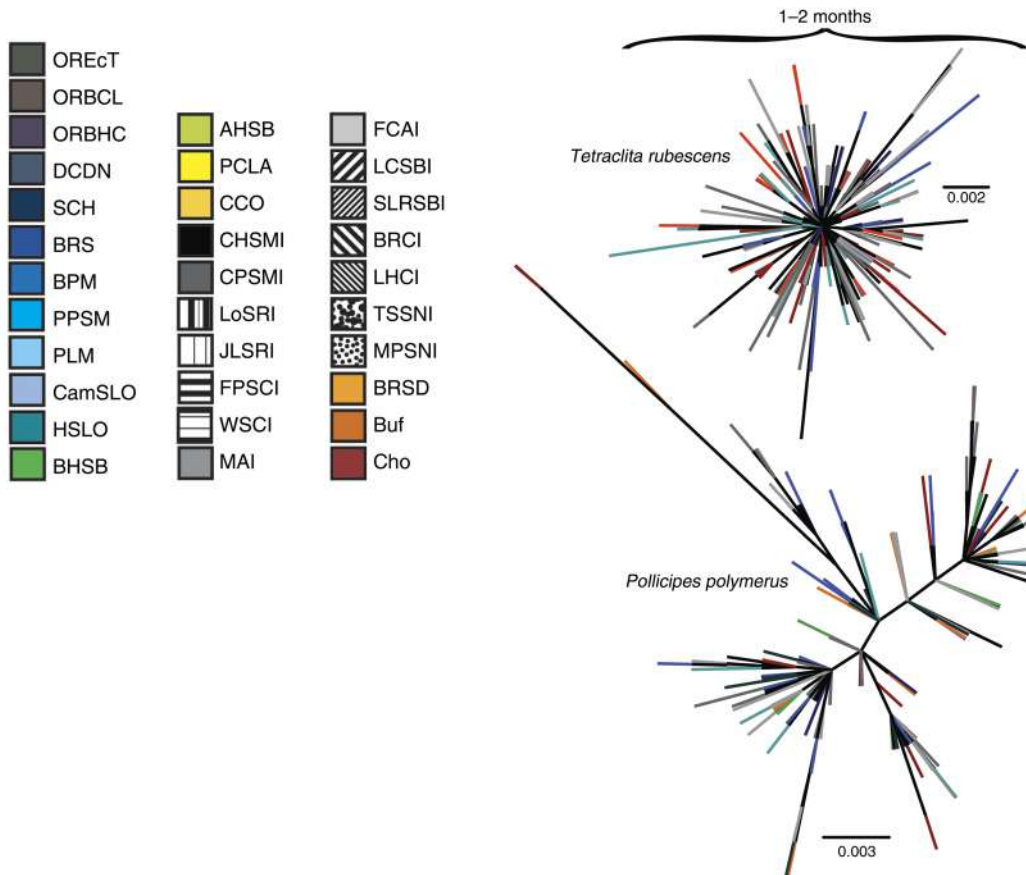 OREcT
ORBCL
ORBHC
DCDN
SCH
BRS
BPM
PPSM
PLM
CamSLO
HSLO
BHSB
AHSB
PCLA
CCO
CHSMI
CPSMI
LoSRI
JLSRI
FPSCI
WSCI
MAI
FCAI
LCSBI
SLRSBI
BRCI
LHCI
TSSNI
MPSNI
BRSD
Buf
Cho
1–2 months
Tetraclita rubescens
0.002
Pollicipes polymerus
0.003